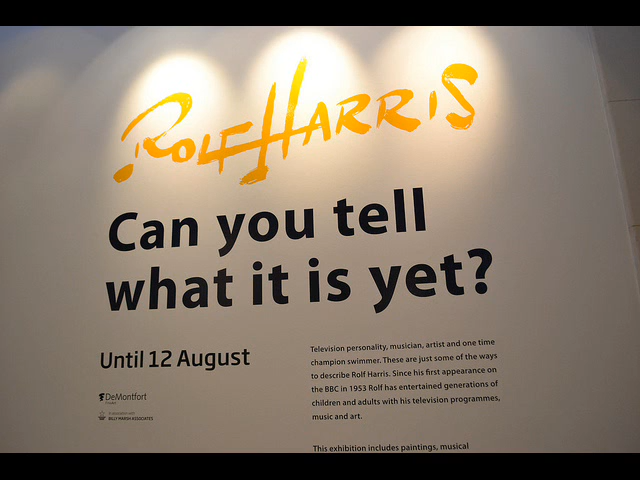 ROLF HARRIS
Can you tell
what it is yet?
Until 12 August
DeMontfort
BILLY MARSH ASSOCIATES
Television personality, musician, artist and one time
champion swimmer. These are just some of the ways
to describe Rolf Harris. Since his first appearance on
the BBC in 1953 Rolf has entertained generations of
children and adults with his television programmes,
music and art.
This exhibition includes paintings, musical